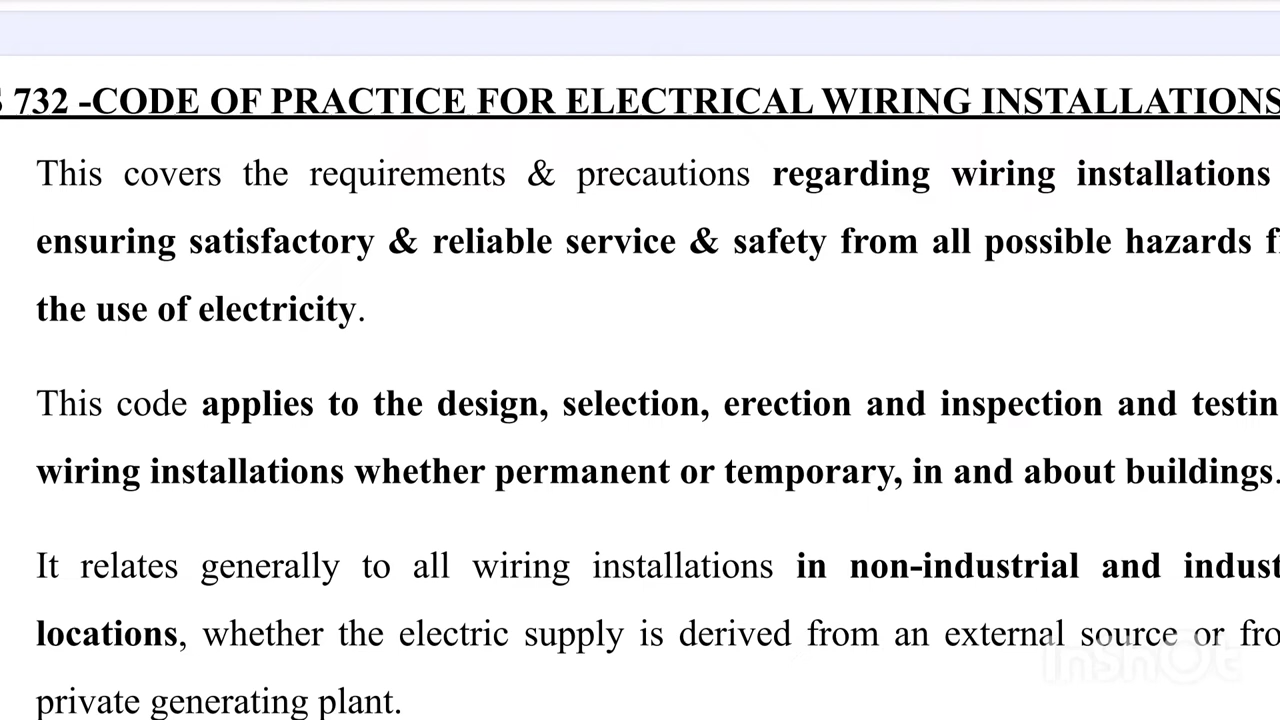 732 -CODE OF PRACTICE FOR ELECTRICAL WIRING INSTALLATIONS
This covers the requirements & precautions regarding wiring installations
ensuring satisfactory & reliable service & safety from all possible hazards
the use of electricity.
This code applies to the design, selection, erection and inspection and testin
wiring installations whether permanent or temporary, in and about buildings.
It relates generally to all wiring installations in non-industrial and indust
locations, whether the electric supply is derived from an external source or fro
private generating plant.
InShOt